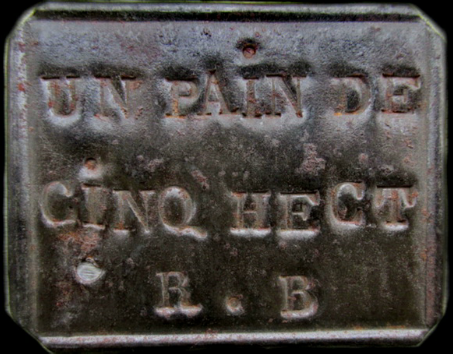 UN PAIN DE
CINQ HECT
R . B